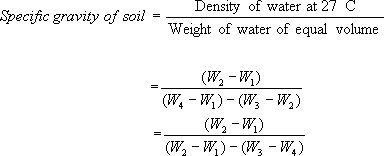 Specific gravity of soil = Density of water at 27 C / Weight of water of equal volume
= (W₂ − W₁) / (W₄ − W₁) − (W₃ − W₂)
= (W₂ − W₁) / (W₂ − W₁) − (W₃ − W₄)